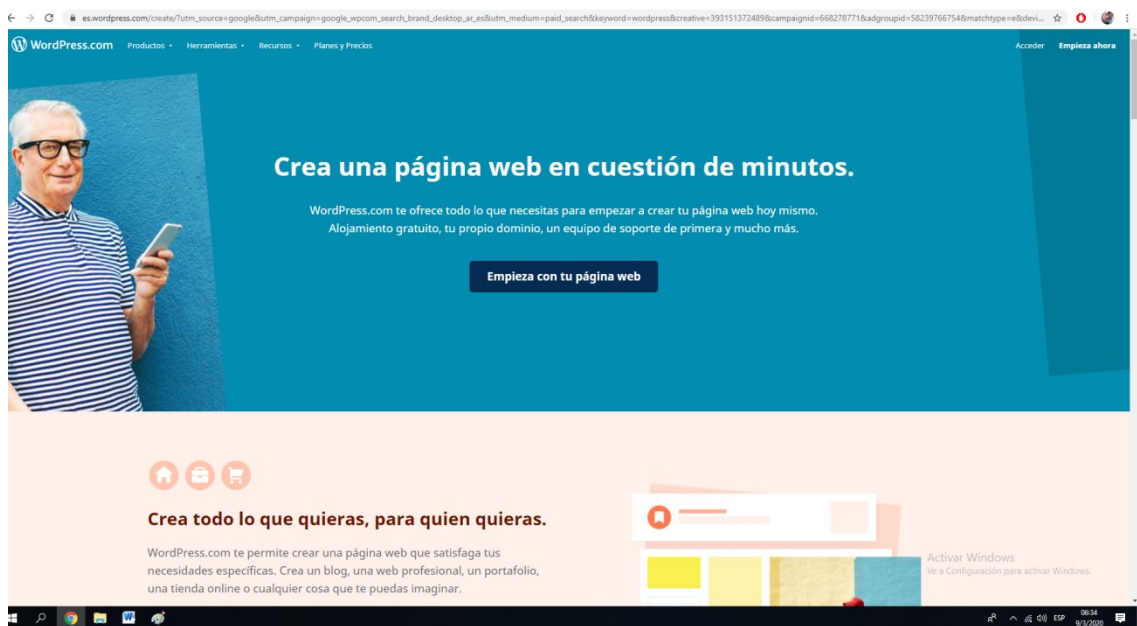 es.wordpress.com/create/?utm_source=google&utm_campaign=google_wpcom_search_brand_desktop_ar_es&utm_medium=paid_search&keyword=wordpress&creative=393151372489&campaignid=668278771&adgroupid=58239766754&matchtype=e&devi...
WordPress.com Productos Herramientas Recursos Planes y Precios Acceder Empieza ahora
Crea una página web en cuestión de minutos.
WordPress.com te ofrece todo lo que necesitas para empezar a crear tu página web hoy mismo.
Alojamiento gratuito, tu propio dominio, un equipo de soporte de primera y mucho más.
Empieza con tu página web
Crea todo lo que quieras, para quien quieras.
WordPress.com te permite crear una página web que satisfaga tus
necesidades específicas. Crea un blog, una web profesional, un portafolio,
una tienda online o cualquier cosa que te puedas imaginar.
Activar Windows
Ve a Configuración para activar Windows.
ESP
06:34
9/3/2020